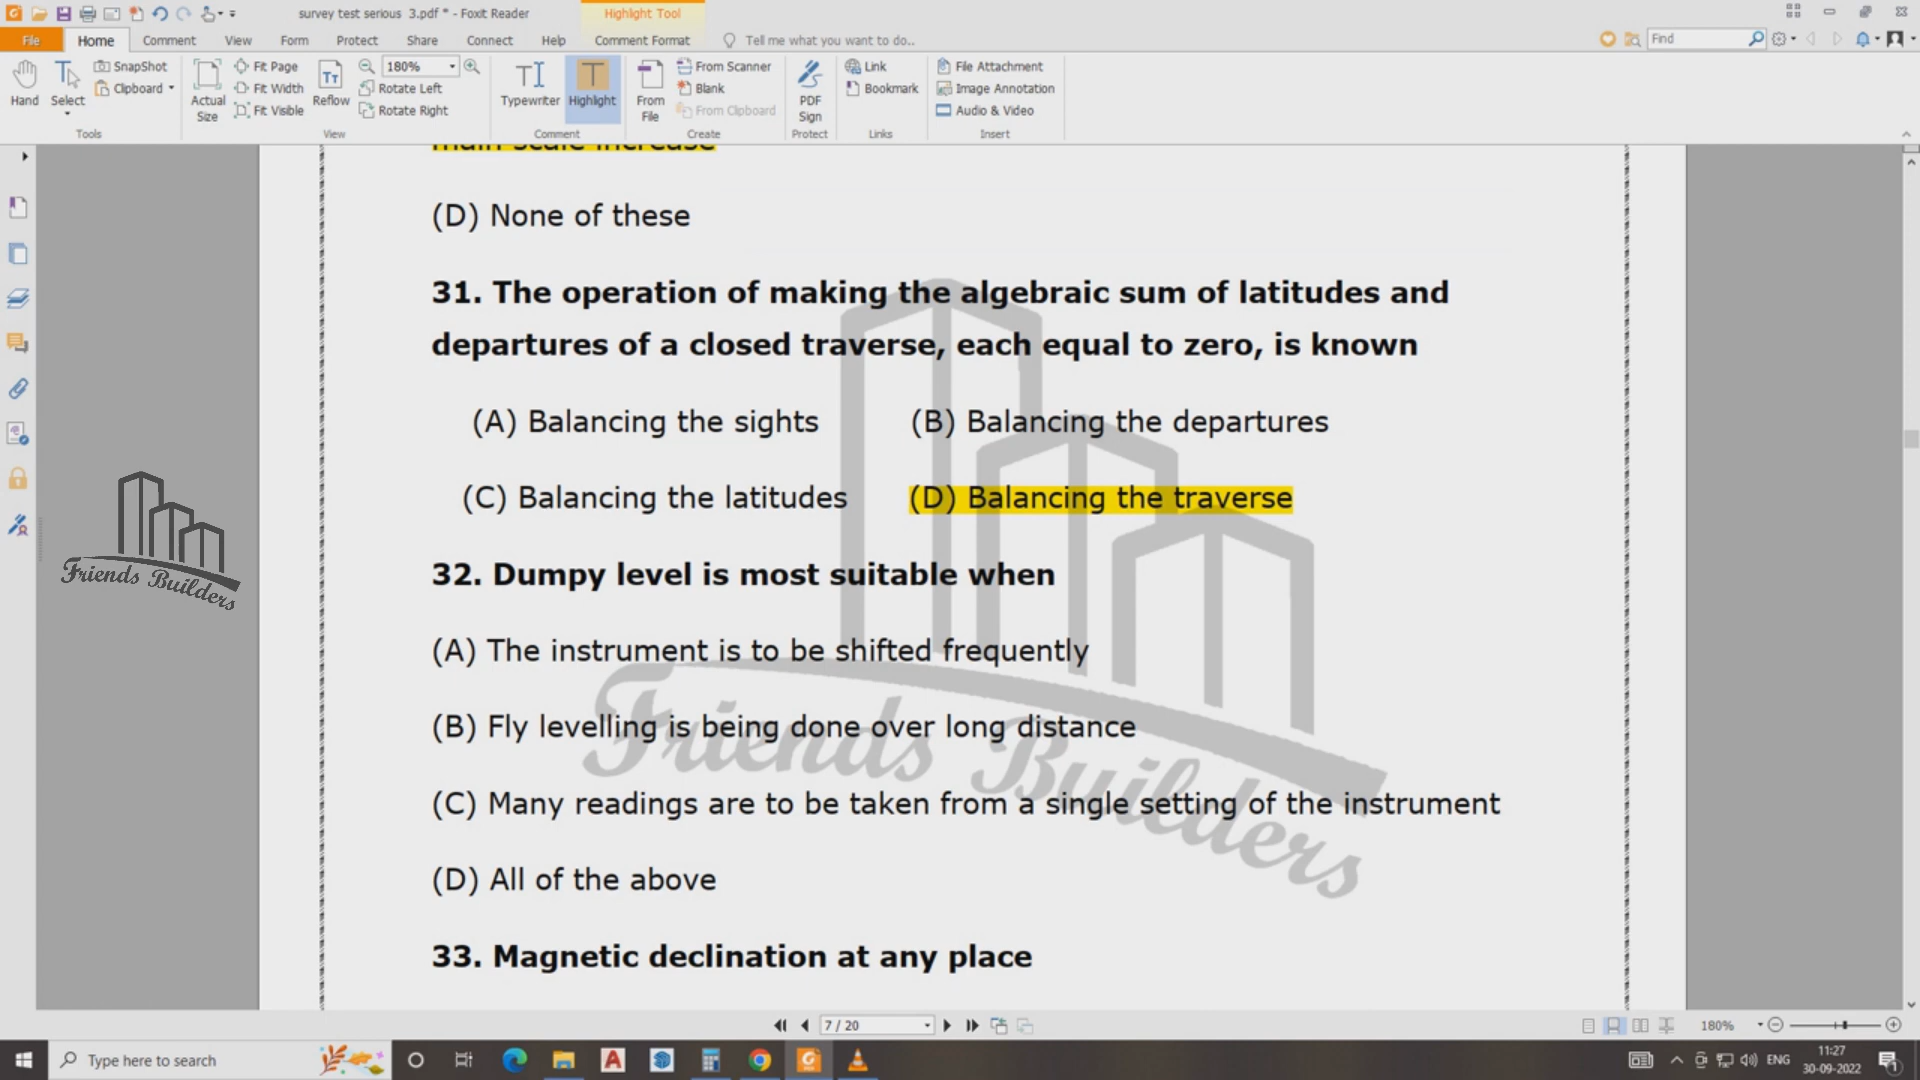 survey test serious 3.pdf * - Foxit Reader
Highlight Tool
File
Home
Comment
View
Form
Protect
Share
Connect
Help
Comment Format
Tell me what you want to do..
Find
Hand
Select
SnapShot
Clipboard
Tools
Actual Size
Fit Page
Fit Width
Fit Visible
Reflow
180%
Rotate Left
Rotate Right
View
Typewriter
Highlight
Comment
From File
From Scanner
Blank
From Clipboard
Create
PDF Sign
Protect
Link
Bookmark
Links
File Attachment
Image Annotation
Audio & Video
Insert
main scale increase
(D) None of these
31. The operation of making the algebraic sum of latitudes and
departures of a closed traverse, each equal to zero, is known
(A) Balancing the sights (B) Balancing the departures
(C) Balancing the latitudes (D) Balancing the traverse
32. Dumpy level is most suitable when
(A) The instrument is to be shifted frequently
(B) Fly levelling is being done over long distance
(C) Many readings are to be taken from a single setting of the instrument
(D) All of the above
33. Magnetic declination at any place
Friends Builders
Friends Builders
7 / 20
180%
Type here to search
ENG
11:27
30-09-2022
1